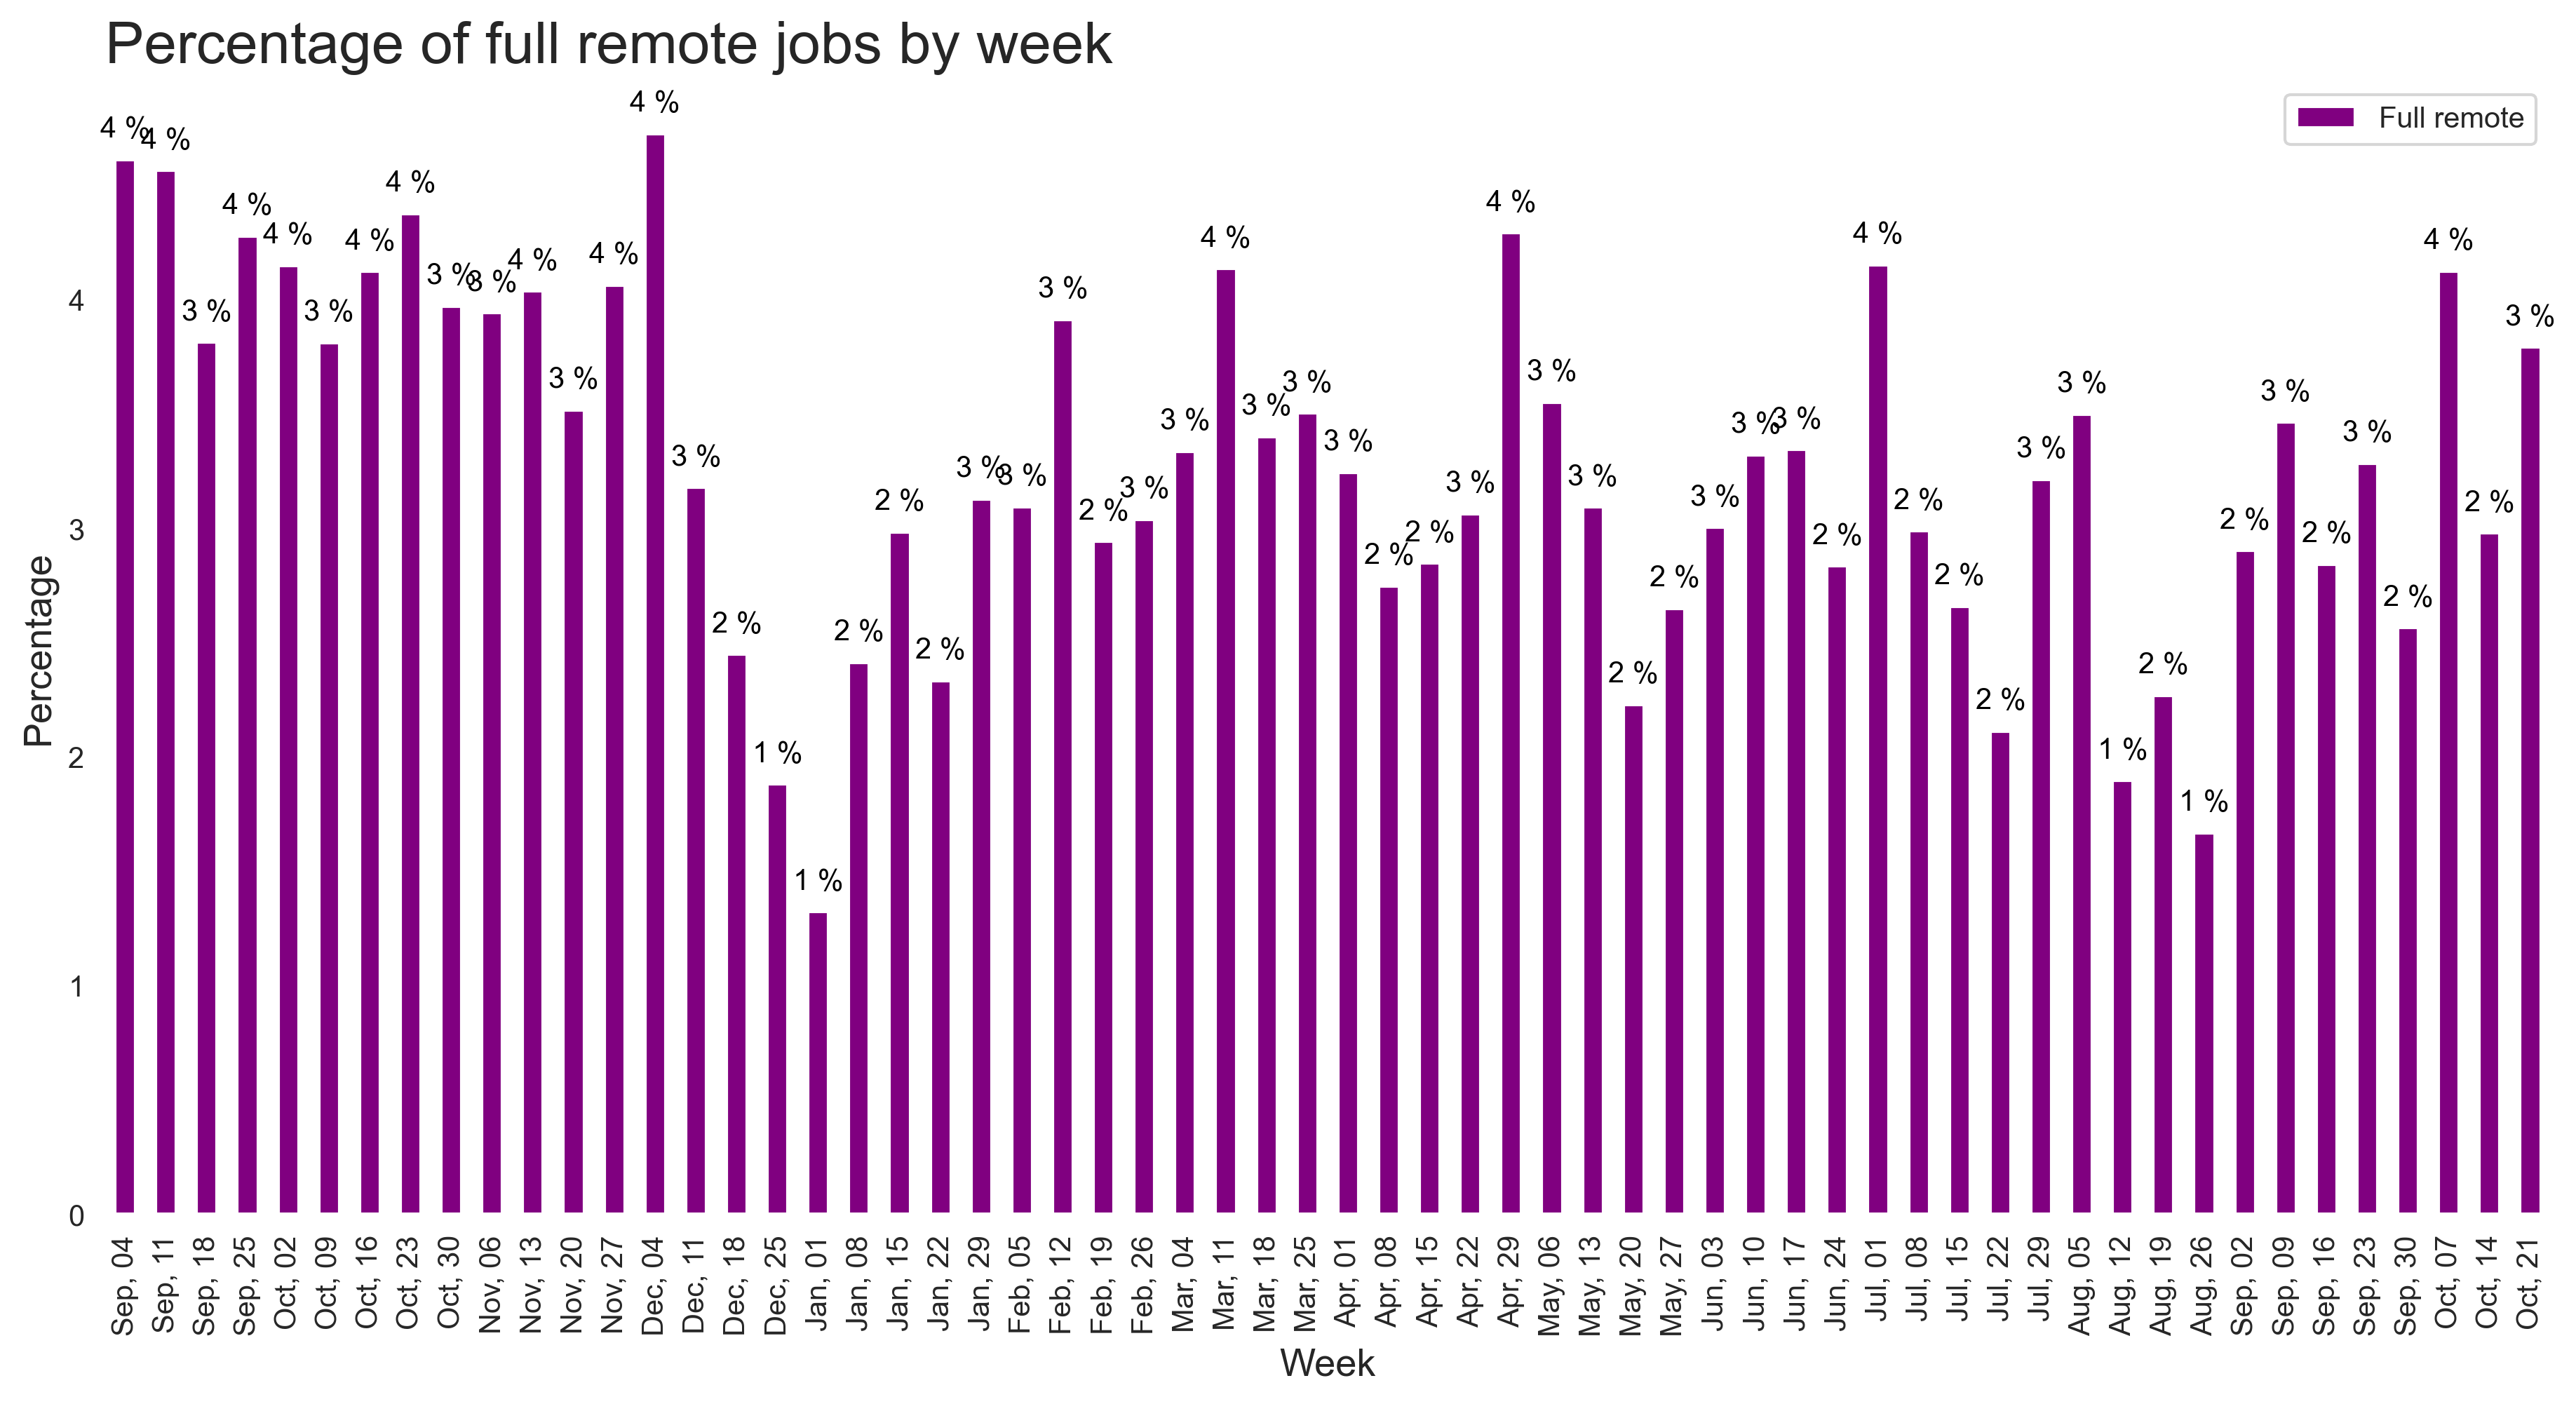 Percentage of full remote jobs by week
Full remote
4 %
4 %
3 %
4 %
4 %
3 %
4 %
4 %
3 %
3 %
4 %
3 %
4 %
4 %
3 %
2 %
1 %
1 %
2 %
2 %
2 %
3 %
3 %
3 %
2 %
3 %
3 %
4 %
3 %
3 %
3 %
2 %
2 %
3 %
4 %
3 %
3 %
2 %
2 %
3 %
3 %
3 %
2 %
4 %
2 %
2 %
2 %
3 %
3 %
1 %
2 %
1 %
2 %
3 %
2 %
3 %
2 %
4 %
2 %
3 %
4
3
2
1
0
Percentage
Sep, 04
Sep, 11
Sep, 18
Sep, 25
Oct, 02
Oct, 09
Oct, 16
Oct, 23
Oct, 30
Nov, 06
Nov, 13
Nov, 20
Nov, 27
Dec, 04
Dec, 11
Dec, 18
Dec, 25
Jan, 01
Jan, 08
Jan, 15
Jan, 22
Jan, 29
Feb, 05
Feb, 12
Feb, 19
Feb, 26
Mar, 04
Mar, 11
Mar, 18
Mar, 25
Apr, 01
Apr, 08
Apr, 15
Apr, 22
Apr, 29
May, 06
May, 13
May, 20
May, 27
Jun, 03
Jun, 10
Jun, 17
Jun, 24
Jul, 01
Jul, 08
Jul, 15
Jul, 22
Jul, 29
Aug, 05
Aug, 12
Aug, 19
Aug, 26
Sep, 02
Sep, 09
Sep, 16
Sep, 23
Sep, 30
Oct, 07
Oct, 14
Oct, 21
Week